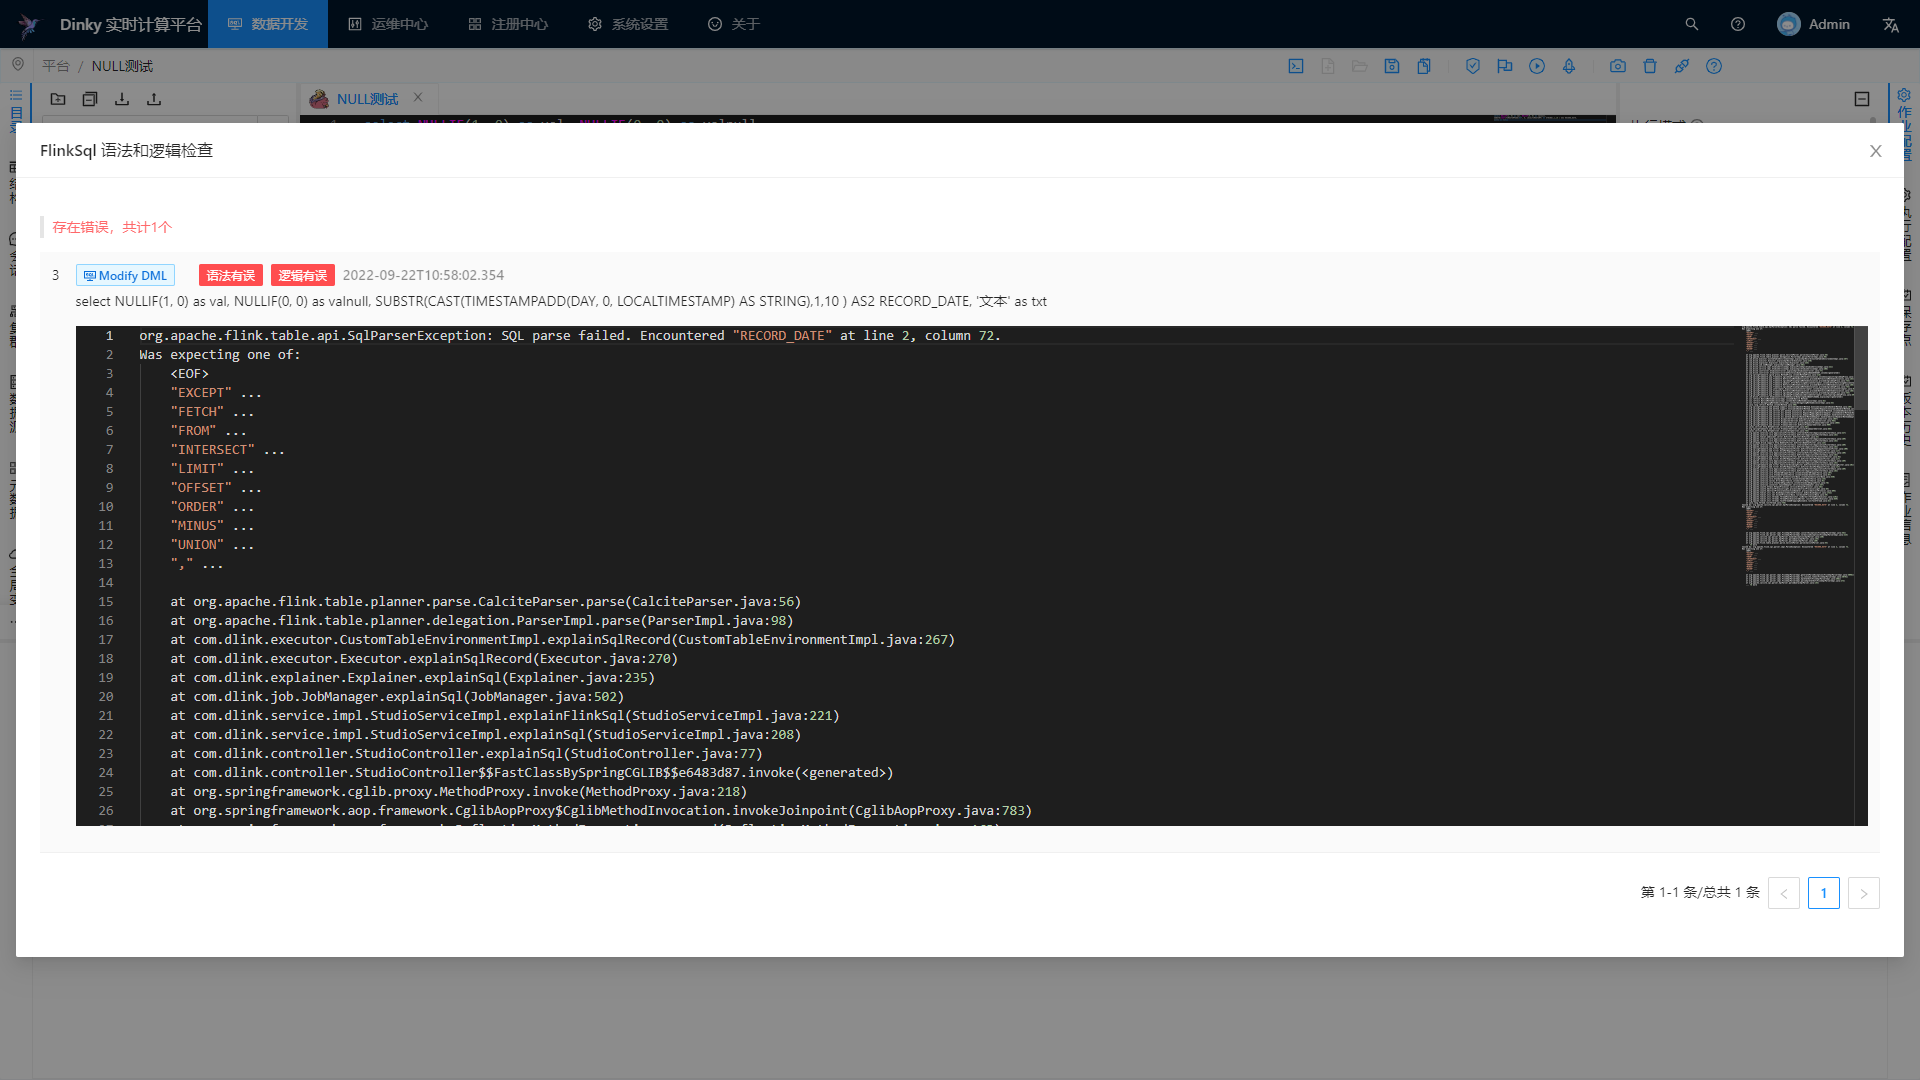 Dinky 实时计算平台 数据开发 运维中心 注册中心 系统设置 关于 Admin
平台 / NULL测试
NULL测试
FlinkSql 语法和逻辑检查
存在错误，共计1个
3 Modify DML 语法有误 逻辑有误 2022-09-22T10:58:02.354
select NULLIF(1, 0) as val, NULLIF(0, 0) as valnull, SUBSTR(CAST(TIMESTAMPADD(DAY, 0, LOCALTIMESTAMP) AS STRING),1,10 ) AS2 RECORD_DATE, '文本' as txt
1 org.apache.flink.table.api.SqlParserException: SQL parse failed. Encountered "RECORD_DATE" at line 2, column 72.
2 Was expecting one of:
3 <EOF>
4 "EXCEPT" ...
5 "FETCH" ...
6 "FROM" ...
7 "INTERSECT" ...
8 "LIMIT" ...
9 "OFFSET" ...
10 "ORDER" ...
11 "MINUS" ...
12 "UNION" ...
13 "," ...
14
15 at org.apache.flink.table.planner.parse.CalciteParser.parse(CalciteParser.java:56)
16 at org.apache.flink.table.planner.delegation.ParserImpl.parse(ParserImpl.java:98)
17 at com.dlink.executor.CustomTableEnvironmentImpl.explainSqlRecord(CustomTableEnvironmentImpl.java:267)
18 at com.dlink.executor.Executor.explainSqlRecord(Executor.java:270)
19 at com.dlink.explainer.Explainer.explainSql(Explainer.java:235)
20 at com.dlink.job.JobManager.explainSql(JobManager.java:502)
21 at com.dlink.service.impl.StudioServiceImpl.explainFlinkSql(StudioServiceImpl.java:221)
22 at com.dlink.service.impl.StudioServiceImpl.explainSql(StudioServiceImpl.java:208)
23 at com.dlink.controller.StudioController.explainSql(StudioController.java:77)
24 at com.dlink.controller.StudioController$$FastClassBySpringCGLIB$$e6483d87.invoke(<generated>)
25 at org.springframework.cglib.proxy.MethodProxy.invoke(MethodProxy.java:218)
26 at org.springframework.aop.framework.CglibAopProxy$CglibMethodInvocation.invokeJoinpoint(CglibAopProxy.java:783)
第 1-1 条/总共 1 条 < 1 >